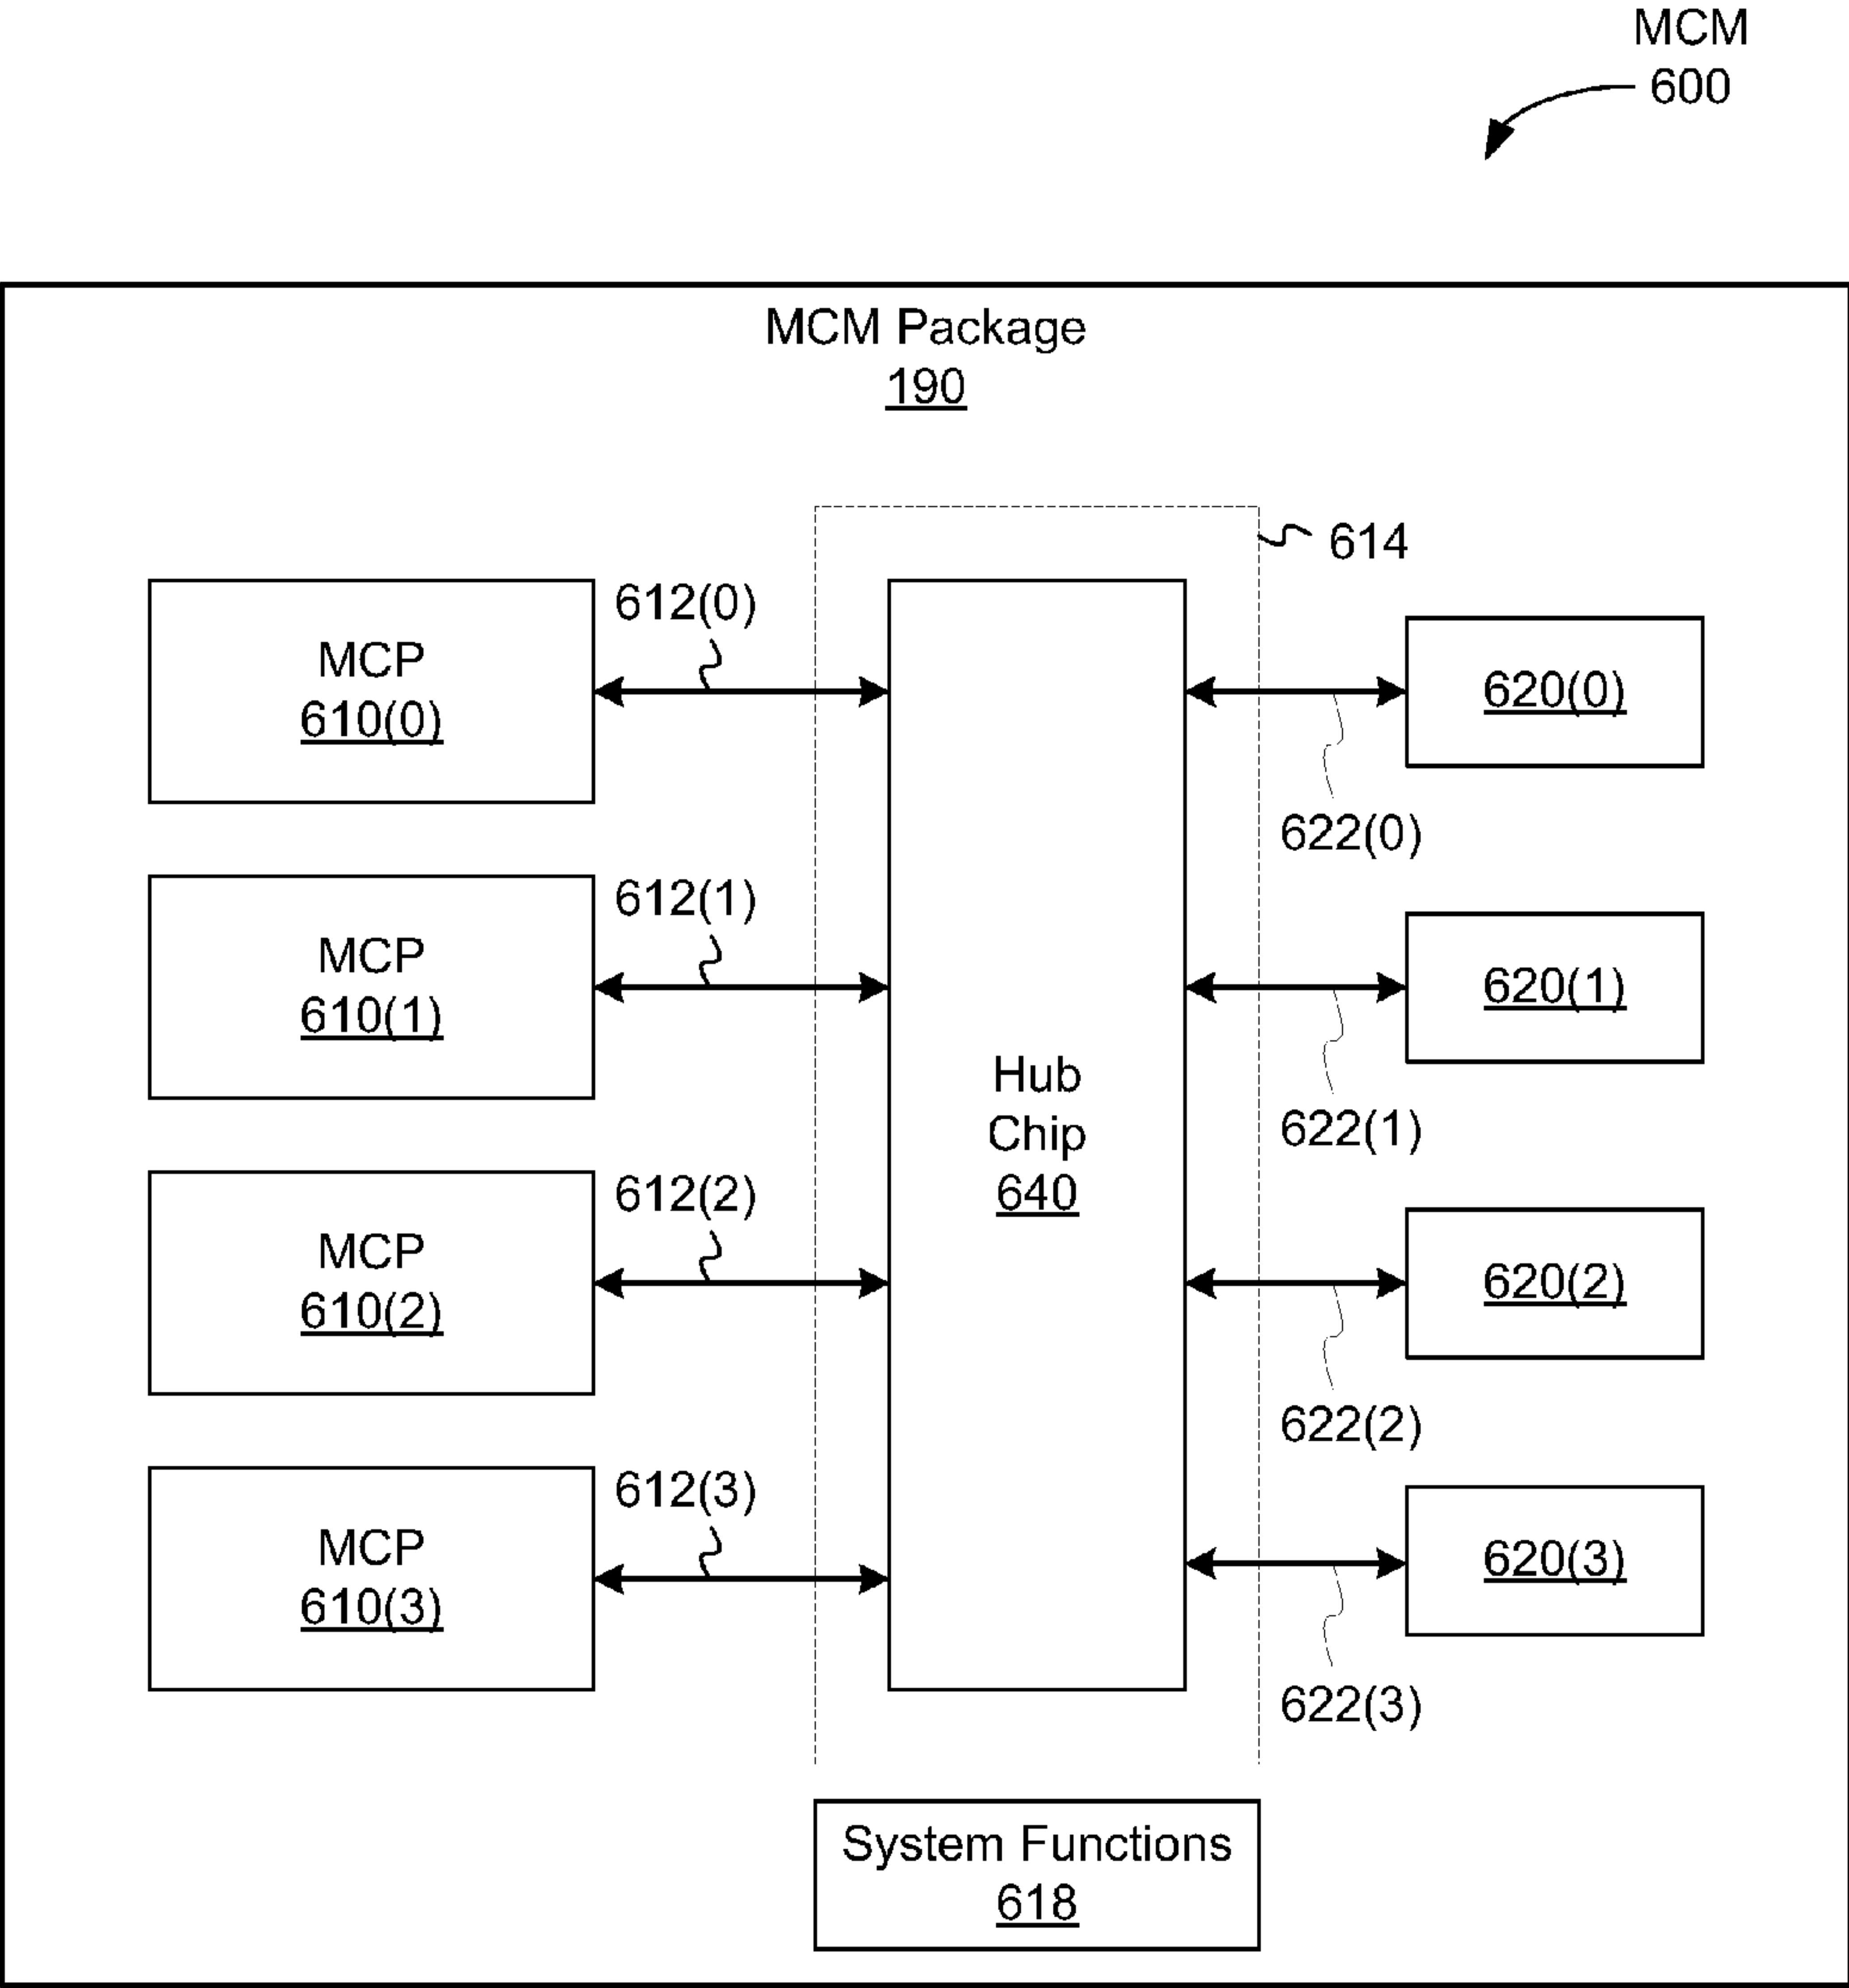 MCM
600
MCM Package
190
614
612(0)
MCP
610(0)
620(0)
622(0)
612(1)
MCP
610(1)
620(1)
622(1)
Hub
Chip
640
612(2)
MCP
610(2)
620(2)
622(2)
612(3)
MCP
610(3)
620(3)
622(3)
System Functions
618